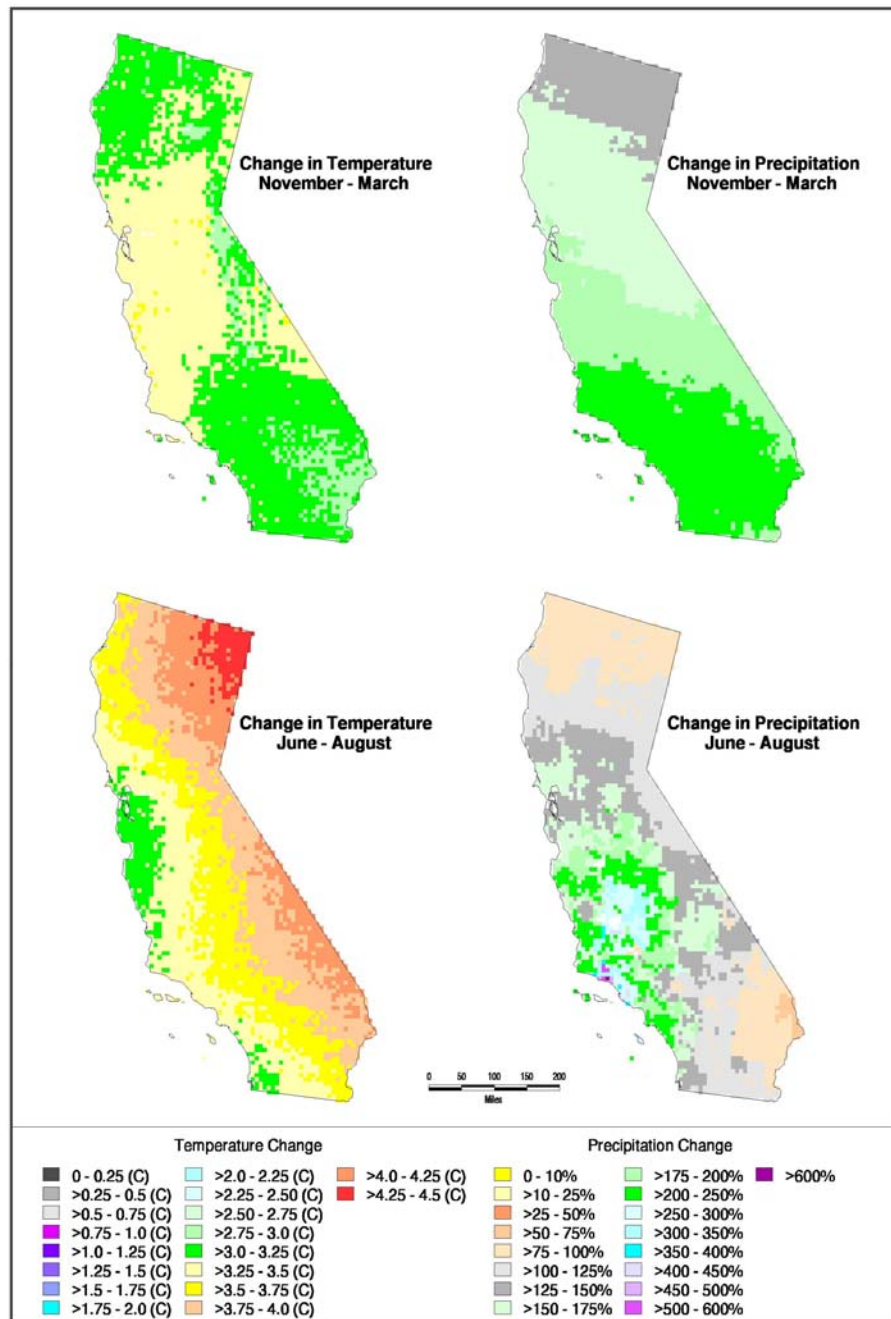 Change in Temperature
November - March
Change in Precipitation
November - March
Change in Temperature
June - August
Change in Precipitation
June - August
0 50 100 150 200
Miles
Temperature Change
0 - 0.25 (C)
>0.25 - 0.5 (C)
>0.5 - 0.75 (C)
>0.75 - 1.0 (C)
>1.0 - 1.25 (C)
>1.25 - 1.5 (C)
>1.5 - 1.75 (C)
>1.75 - 2.0 (C)
>2.0 - 2.25 (C)
>2.25 - 2.50 (C)
>2.50 - 2.75 (C)
>2.75 - 3.0 (C)
>3.0 - 3.25 (C)
>3.25 - 3.5 (C)
>3.5 - 3.75 (C)
>3.75 - 4.0 (C)
>4.0 - 4.25 (C)
>4.25 - 4.5 (C)
Precipitation Change
0 - 10%
>10 - 25%
>25 - 50%
>50 - 75%
>75 - 100%
>100 - 125%
>125 - 150%
>150 - 175%
>175 - 200%
>200 - 250%
>250 - 300%
>300 - 350%
>350 - 400%
>400 - 450%
>450 - 500%
>500 - 600%
>600%